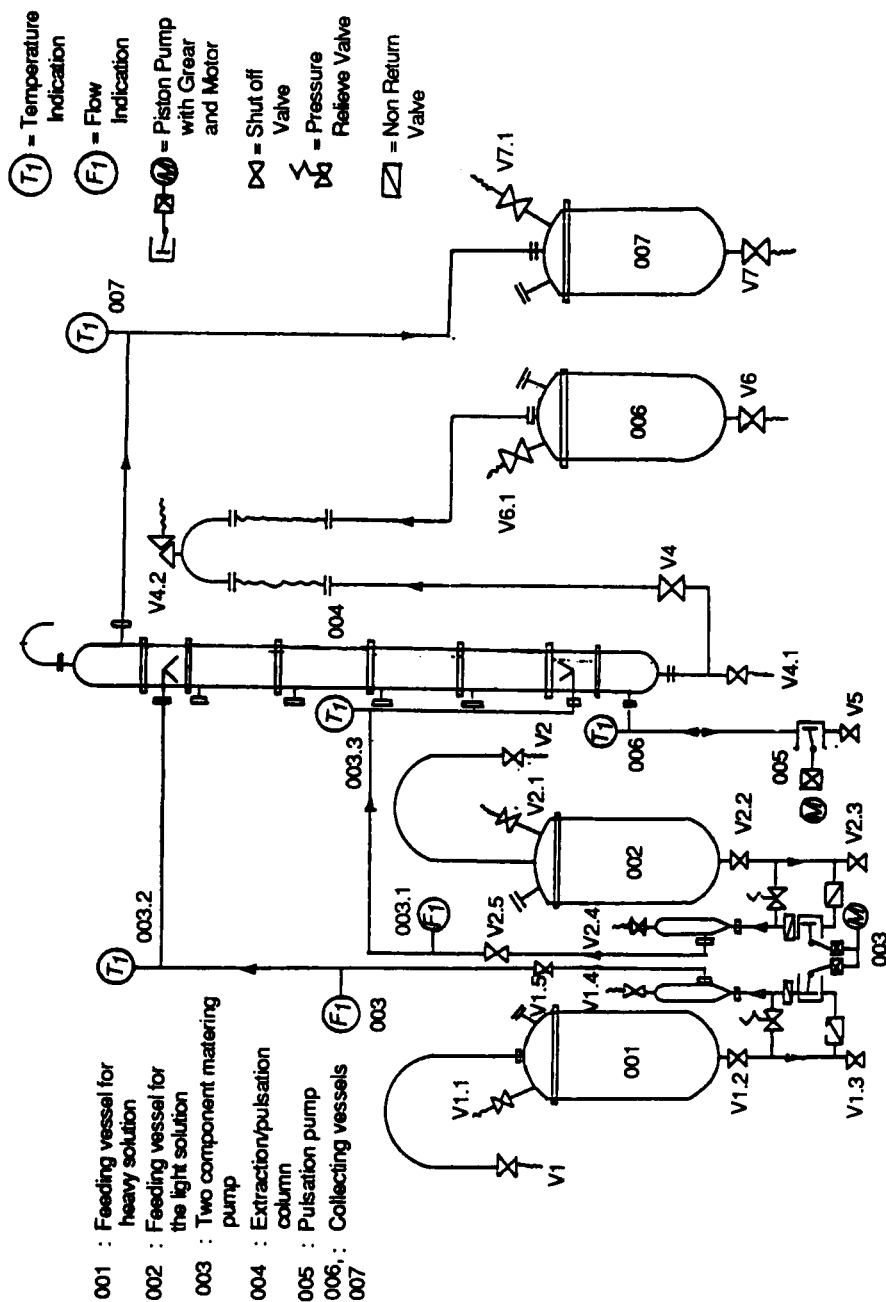 001 : Feeding vessel for
heavy solution
002 : Feeding vessel for
the light solution
003 : Two component matering
pump
004 : Extraction/pulsation
column
005 : Pulsation pump
006, : Collecting vessels
007
T1 = Temperature
Indication
F1 = Flow
Indication
M = Piston Pump
with Grear
and Motor
= Shut off
Valve
= Pressure
Relieve Valve
= Non Return
Valve
T1
007
V4.2
T1
003.2
003.3
T1
004
V7.1
007
V7
V6.1
006
V6
V4
V4.1
T1
006
005
M
V5
F1
003
F1
003.1
V2.5
V1.5
V2
V2.1
002
V2.2
V2.3
V2.4
V1.4
V1
V1.1
001
V1.2
V1.3
M
003